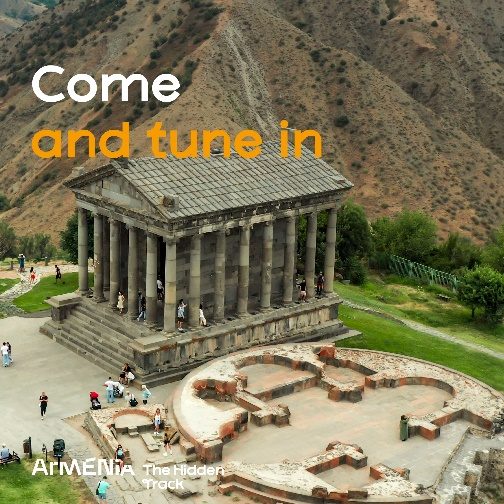 Come
and tune in
ArMENiA The Hidden
Track